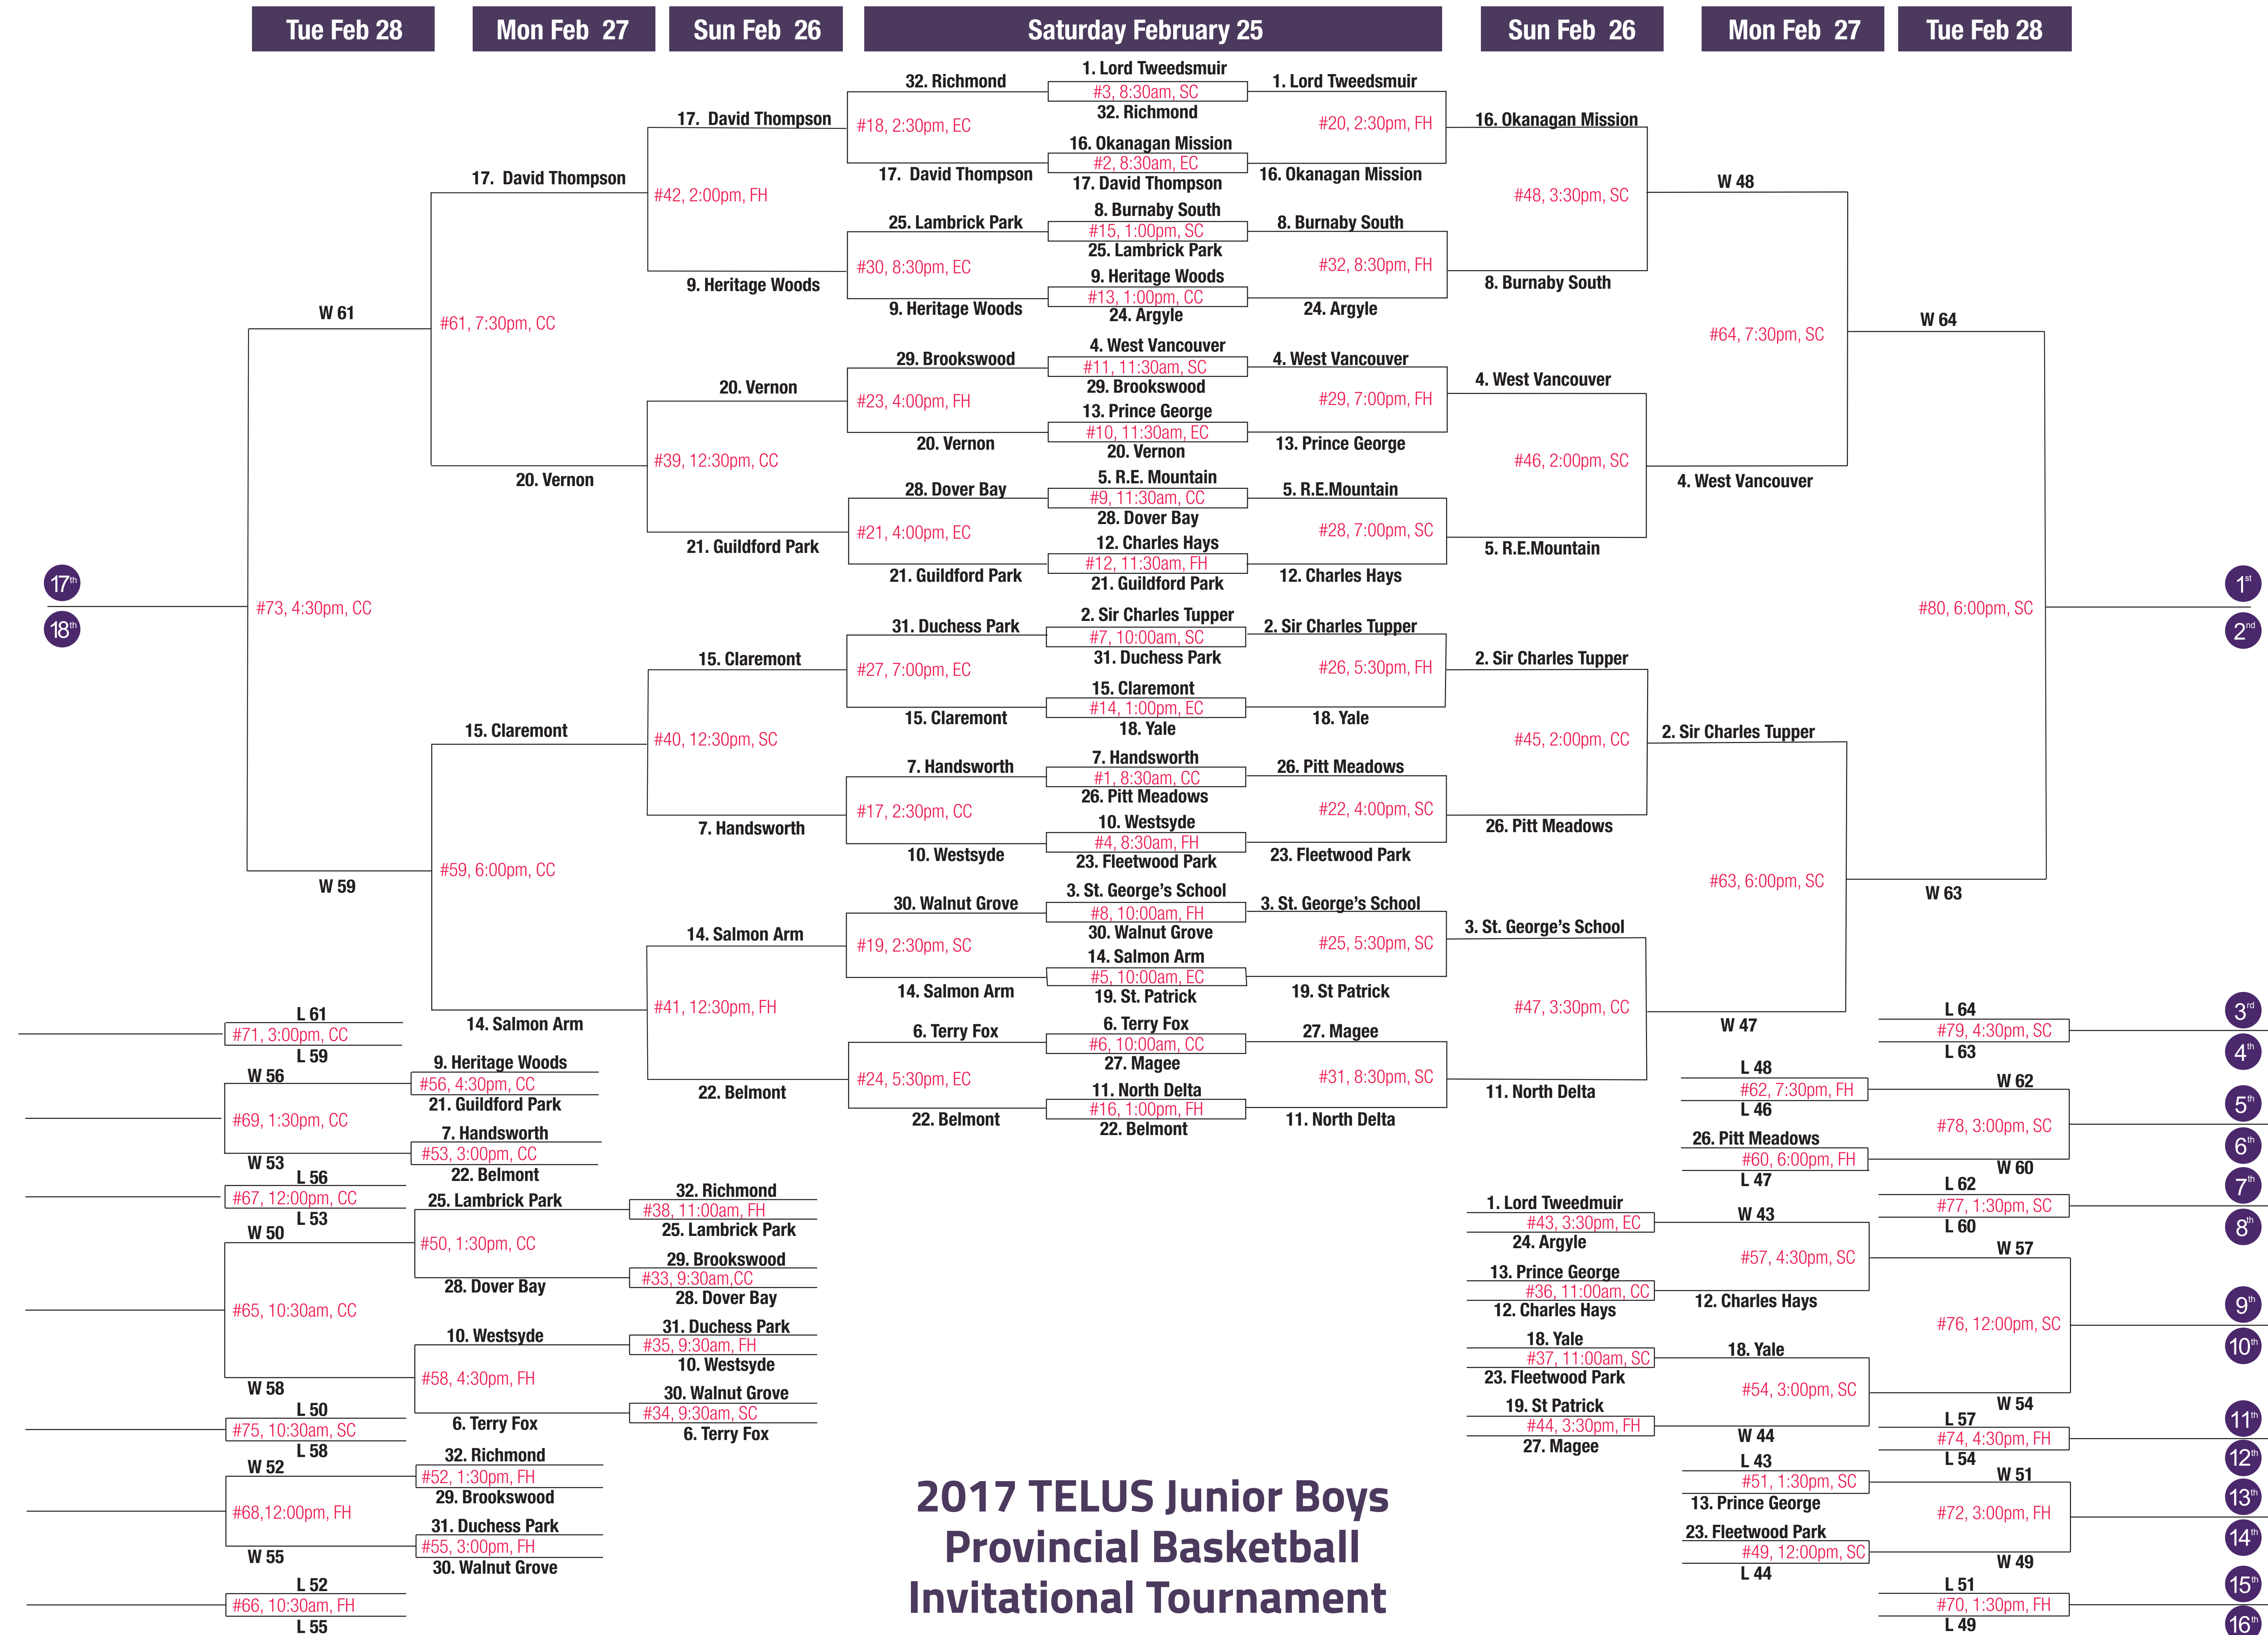 Tue Feb 28
Mon Feb 27
Sun Feb 26
Saturday February 25
Sun Feb 26
Mon Feb 27
Tue Feb 28
W 61
#73, 4:30pm, CC
W 59
17th
18th
L 61
#71, 3:00pm, CC
L 59
W 56
#69, 1:30pm, CC
W 53
L 56
#67, 12:00pm, CC
L 53
W 50
#65, 10:30am, CC
W 58
L 50
#75, 10:30am, SC
L 58
W 52
#68,12:00pm, FH
W 55
L 52
#66, 10:30am, FH
L 55
17. David Thompson
#61, 7:30pm, CC
20. Vernon
15. Claremont
#59, 6:00pm, CC
14. Salmon Arm
9. Heritage Woods
#56, 4:30pm, CC
21. Guildford Park
7. Handsworth
#53, 3:00pm, CC
22. Belmont
25. Lambrick Park
#50, 1:30pm, CC
28. Dover Bay
10. Westsyde
#58, 4:30pm, FH
6. Terry Fox
32. Richmond
#52, 1:30pm, FH
29. Brookswood
31. Duchess Park
#55, 3:00pm, FH
30. Walnut Grove
17. David Thompson
#42, 2:00pm, FH
9. Heritage Woods
20. Vernon
#39, 12:30pm, CC
21. Guildford Park
15. Claremont
#40, 12:30pm, SC
7. Handsworth
14. Salmon Arm
#41, 12:30pm, FH
22. Belmont
32. Richmond
#38, 11:00am, FH
25. Lambrick Park
29. Brookswood
#33, 9:30am,CC
28. Dover Bay
31. Duchess Park
#35, 9:30am, FH
10. Westsyde
30. Walnut Grove
#34, 9:30am, SC
6. Terry Fox
32. Richmond
#18, 2:30pm, EC
17. David Thompson
25. Lambrick Park
#30, 8:30pm, EC
9. Heritage Woods
29. Brookswood
#23, 4:00pm, FH
20. Vernon
28. Dover Bay
#21, 4:00pm, EC
21. Guildford Park
31. Duchess Park
#27, 7:00pm, EC
15. Claremont
7. Handsworth
#17, 2:30pm, CC
10. Westsyde
30. Walnut Grove
#19, 2:30pm, SC
14. Salmon Arm
6. Terry Fox
#24, 5:30pm, EC
22. Belmont
1. Lord Tweedsmuir
#3, 8:30am, SC
32. Richmond
16. Okanagan Mission
#2, 8:30am, EC
17. David Thompson
8. Burnaby South
#15, 1:00pm, SC
25. Lambrick Park
9. Heritage Woods
#13, 1:00pm, CC
24. Argyle
4. West Vancouver
#11, 11:30am, SC
29. Brookswood
13. Prince George
#10, 11:30am, EC
20. Vernon
5. R.E. Mountain
#9, 11:30am, CC
28. Dover Bay
12. Charles Hays
#12, 11:30am, FH
21. Guildford Park
2. Sir Charles Tupper
#7, 10:00am, SC
31. Duchess Park
15. Claremont
#14, 1:00pm, EC
18. Yale
7. Handsworth
#1, 8:30am, CC
26. Pitt Meadows
10. Westsyde
#4, 8:30am, FH
23. Fleetwood Park
3. St. George’s School
#8, 10:00am, FH
30. Walnut Grove
14. Salmon Arm
#5, 10:00am, EC
19. St. Patrick
6. Terry Fox
#6, 10:00am, CC
27. Magee
11. North Delta
#16, 1:00pm, FH
22. Belmont
1. Lord Tweedsmuir
#20, 2:30pm, FH
16. Okanagan Mission
8. Burnaby South
#32, 8:30pm, FH
24. Argyle
4. West Vancouver
#29, 7:00pm, FH
13. Prince George
5. R.E.Mountain
#28, 7:00pm, SC
12. Charles Hays
2. Sir Charles Tupper
#26, 5:30pm, FH
18. Yale
26. Pitt Meadows
#22, 4:00pm, SC
23. Fleetwood Park
3. St. George’s School
#25, 5:30pm, SC
19. St Patrick
27. Magee
#31, 8:30pm, SC
11. North Delta
16. Okanagan Mission
#48, 3:30pm, SC
8. Burnaby South
4. West Vancouver
#46, 2:00pm, SC
5. R.E.Mountain
2. Sir Charles Tupper
#45, 2:00pm, CC
26. Pitt Meadows
3. St. George’s School
#47, 3:30pm, CC
11. North Delta
1. Lord Tweedmuir
#43, 3:30pm, EC
24. Argyle
13. Prince George
#36, 11:00am, CC
12. Charles Hays
18. Yale
#37, 11:00am, SC
23. Fleetwood Park
19. St Patrick
#44, 3:30pm, FH
27. Magee
W 48
#64, 7:30pm, SC
4. West Vancouver
2. Sir Charles Tupper
#63, 6:00pm, SC
W 47
L 48
#62, 7:30pm, FH
L 46
26. Pitt Meadows
#60, 6:00pm, FH
L 47
W 43
#57, 4:30pm, SC
12. Charles Hays
18. Yale
#54, 3:00pm, SC
W 44
L 43
#51, 1:30pm, SC
13. Prince George
23. Fleetwood Park
#49, 12:00pm, SC
L 44
W 64
#80, 6:00pm, SC
W 63
L 64
#79, 4:30pm, SC
L 63
W 62
#78, 3:00pm, SC
W 60
L 62
#77, 1:30pm, SC
L 60
W 57
#76, 12:00pm, SC
W 54
L 57
#74, 4:30pm, FH
L 54
W 51
#72, 3:00pm, FH
W 49
L 51
#70, 1:30pm, FH
L 49
1st
2nd
3rd
4th
5th
6th
7th
8th
9th
10th
11th
12th
13th
14th
15th
16th
2017 TELUS Junior Boys
Provincial Basketball
Invitational Tournament